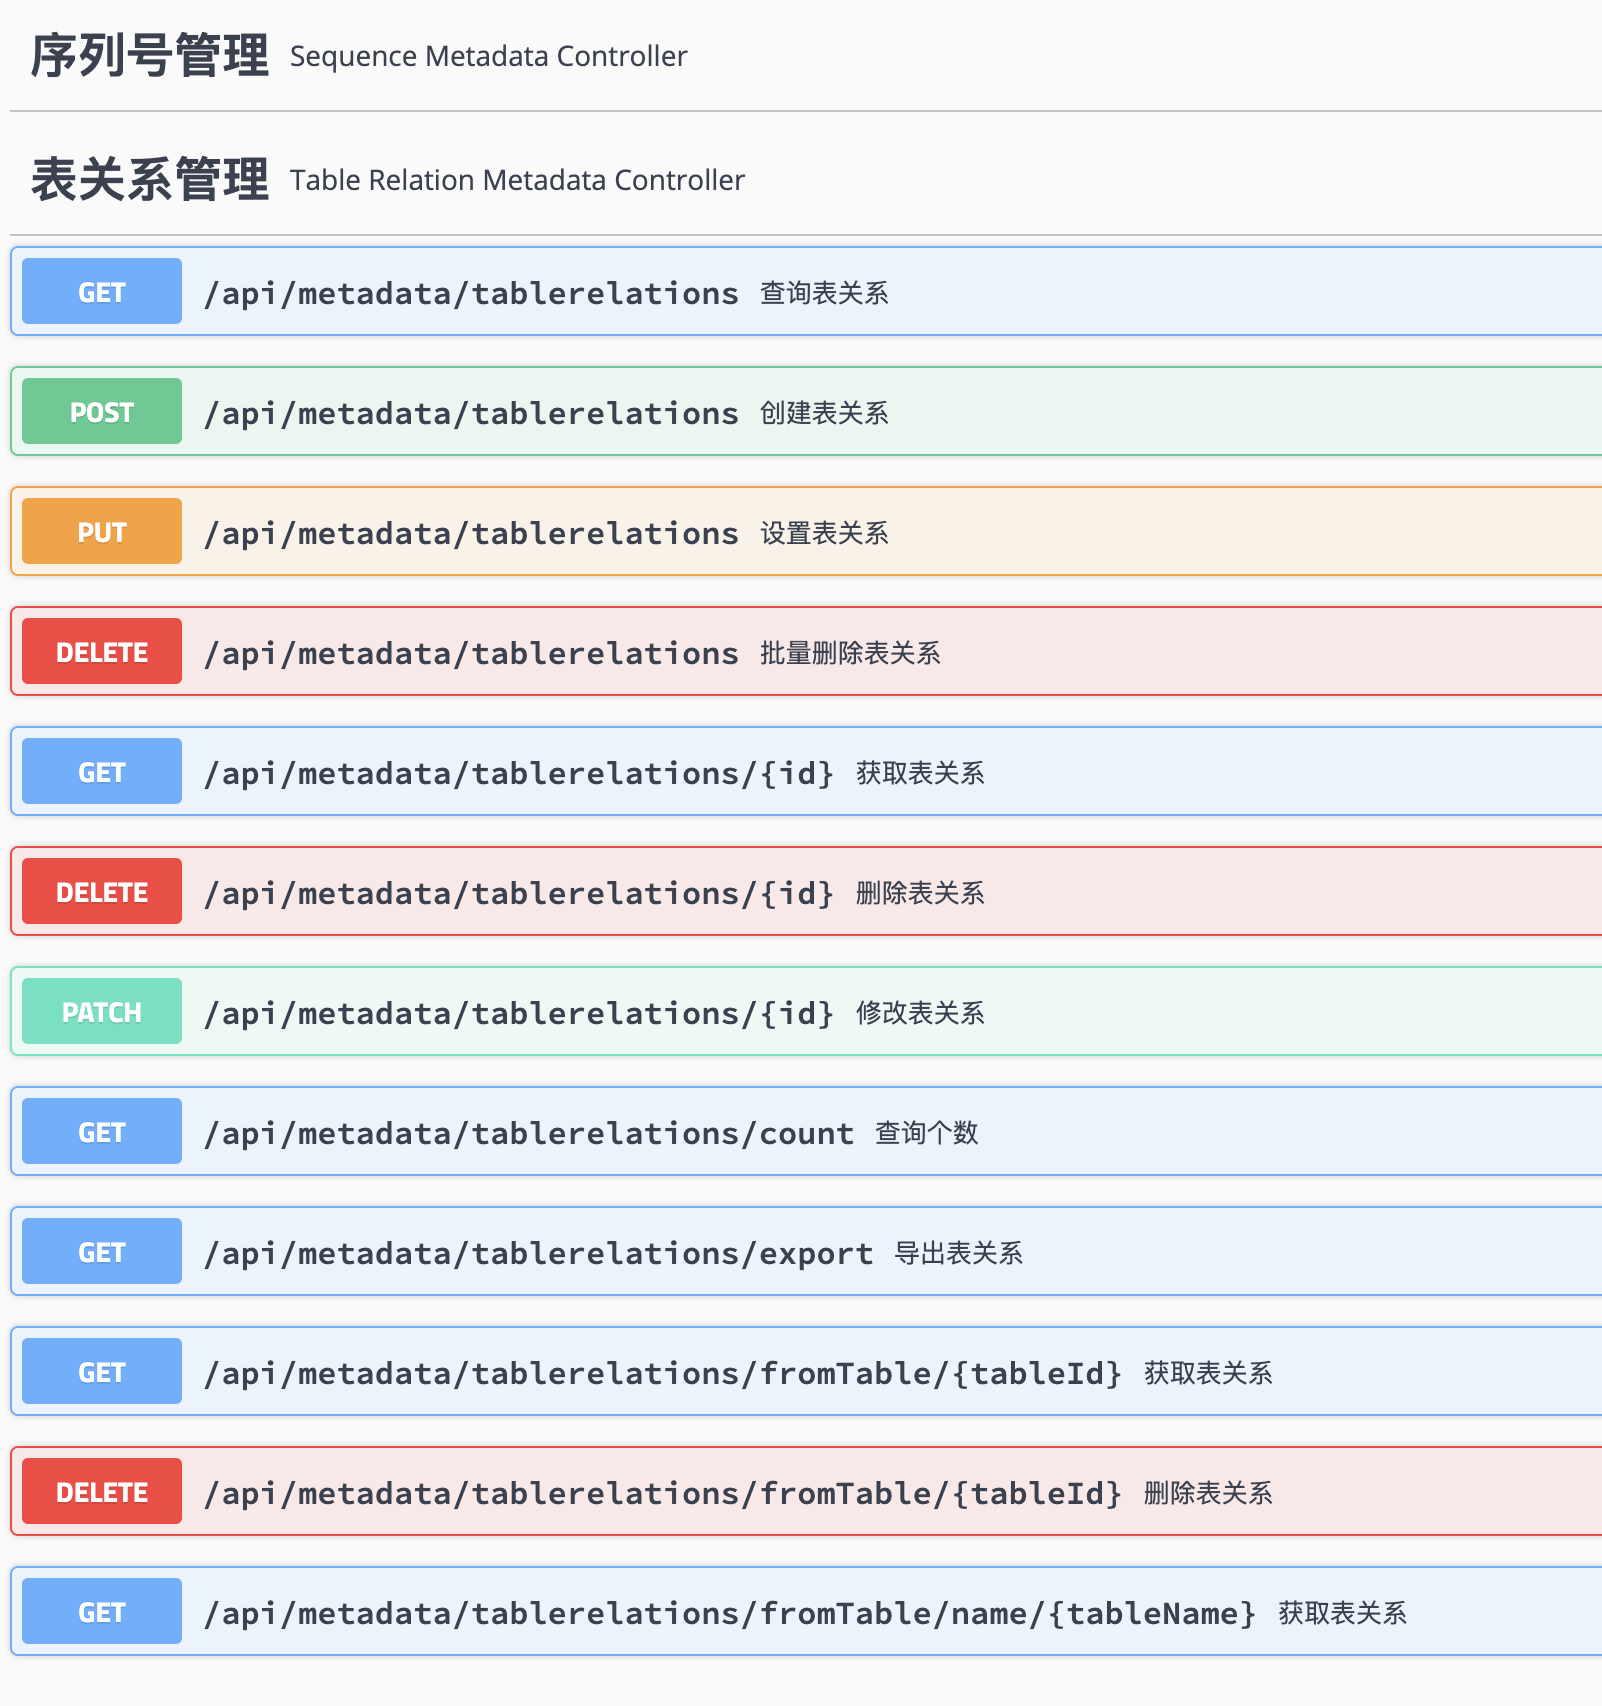 序列号管理 Sequence Metadata Controller
表关系管理 Table Relation Metadata Controller
GET /api/metadata/tablerelations 查询表关系
POST /api/metadata/tablerelations 创建表关系
PUT /api/metadata/tablerelations 设置表关系
DELETE /api/metadata/tablerelations 批量删除表关系
GET /api/metadata/tablerelations/{id} 获取表关系
DELETE /api/metadata/tablerelations/{id} 删除表关系
PATCH /api/metadata/tablerelations/{id} 修改表关系
GET /api/metadata/tablerelations/count 查询个数
GET /api/metadata/tablerelations/export 导出表关系
GET /api/metadata/tablerelations/fromTable/{tableId} 获取表关系
DELETE /api/metadata/tablerelations/fromTable/{tableId} 删除表关系
GET /api/metadata/tablerelations/fromTable/name/{tableName} 获取表关系